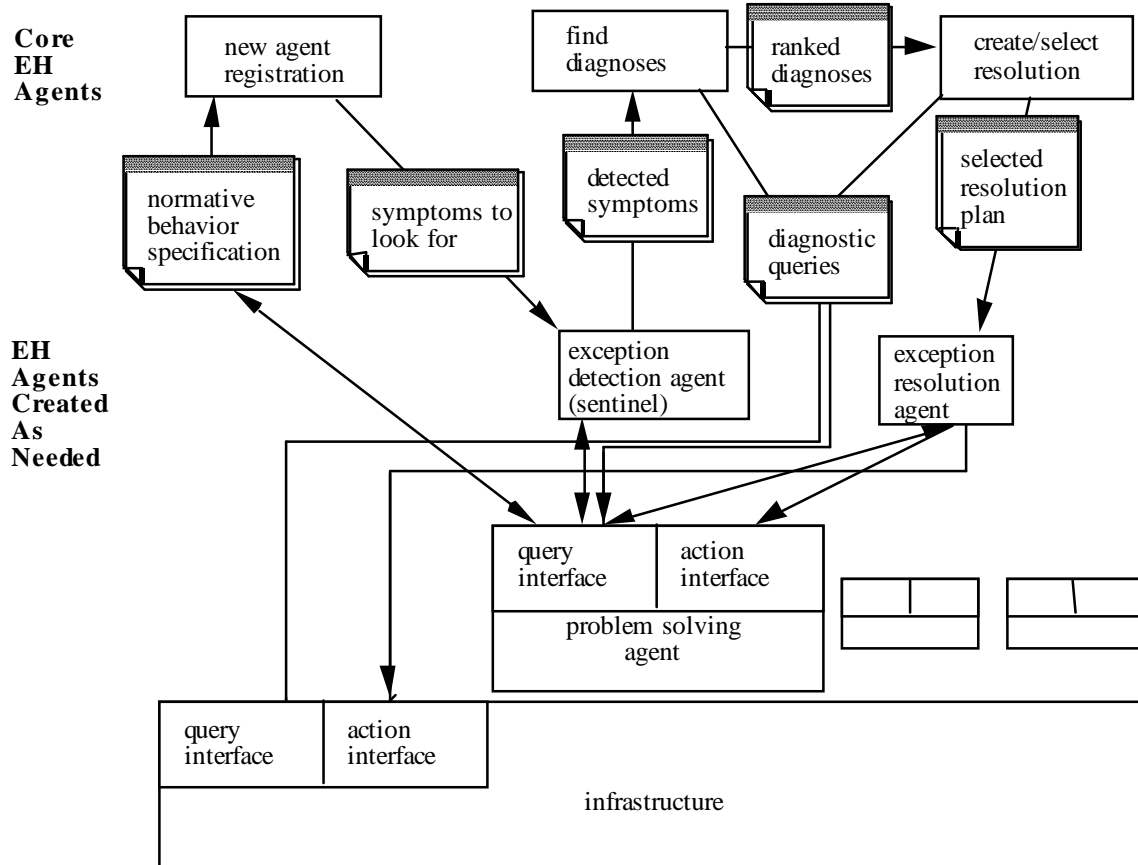 Core
EH
Agents
new agent
registration
find
diagnoses
ranked
diagnoses
create/select
resolution
normative
behavior
specification
symptoms to
look for
detected
symptoms
diagnostic
queries
selected
resolution
plan
EH
Agents
Created
As
Needed
exception
detection agent
(sentinel)
exception
resolution
agent
query
interface
action
interface
problem solving
agent
query
interface
action
interface
infrastructure